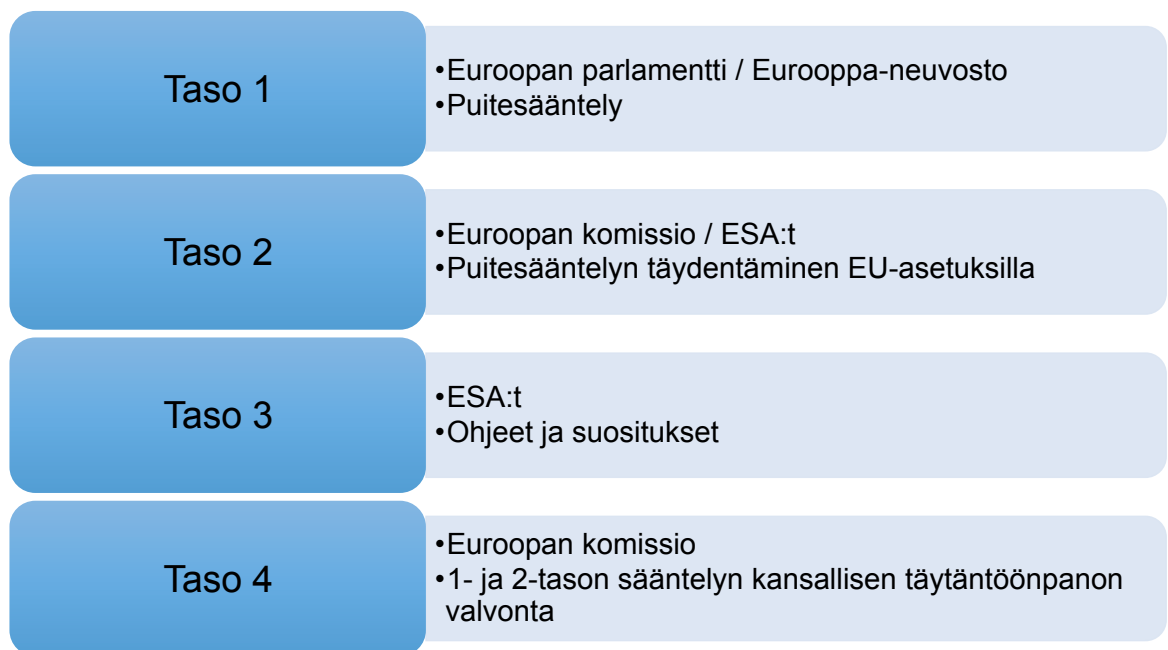 Taso 1
•Euroopan parlamentti / Eurooppa-neuvosto
•Puitesääntely
Taso 2
•Euroopan komissio / ESA:t
•Puitesääntelyn täydentäminen EU-asetuksilla
Taso 3
•ESA:t
•Ohjeet ja suositukset
Taso 4
•Euroopan komissio
•1- ja 2-tason sääntelyn kansallisen täytäntöönpanon
valvonta